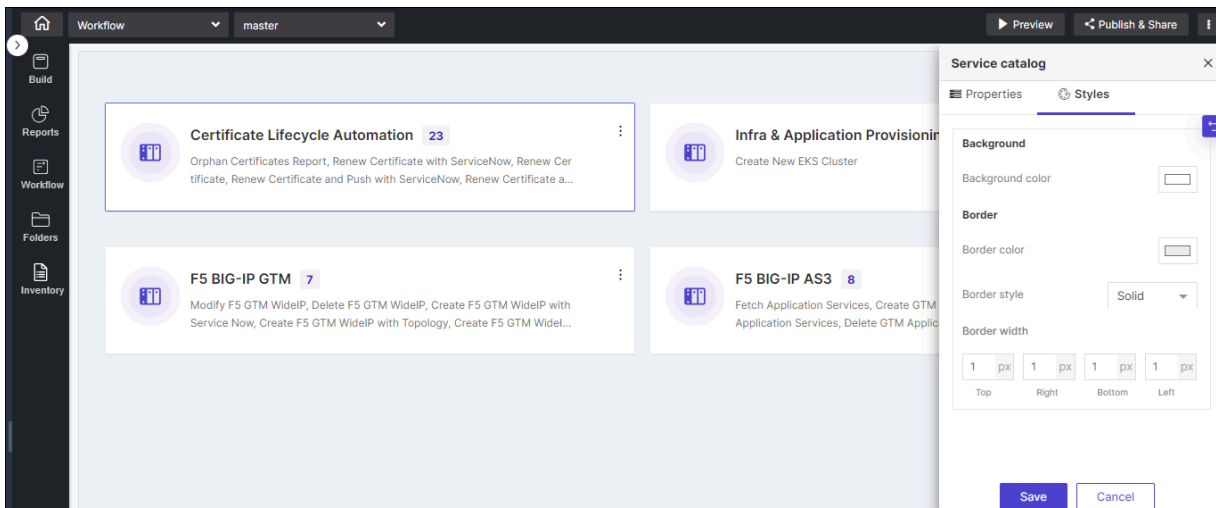 Workflow
master
Preview
Publish & Share
Build
Reports
Workflow
Folders
Inventory
Certificate Lifecycle Automation 23
Orphan Certificates Report, Renew Certificate with ServiceNow, Renew Cer
tificate, Renew Certificate and Push with ServiceNow, Renew Certificate a...
Infra & Application Provisionin
Create New EKS Cluster
F5 BIG-IP GTM 7
Modify F5 GTM WideIP, Delete F5 GTM WideIP, Create F5 GTM WideIP with
Service Now, Create F5 GTM WideIP with Topology, Create F5 GTM WideI...
F5 BIG-IP AS3 8
Fetch Application Services, Create GTM
Application Services, Delete GTM Applic
Service catalog
Properties
Styles
Background
Background color
Border
Border color
Border style
Solid
Border width
1 px 1 px 1 px 1 px
Top Right Bottom Left
Save
Cancel